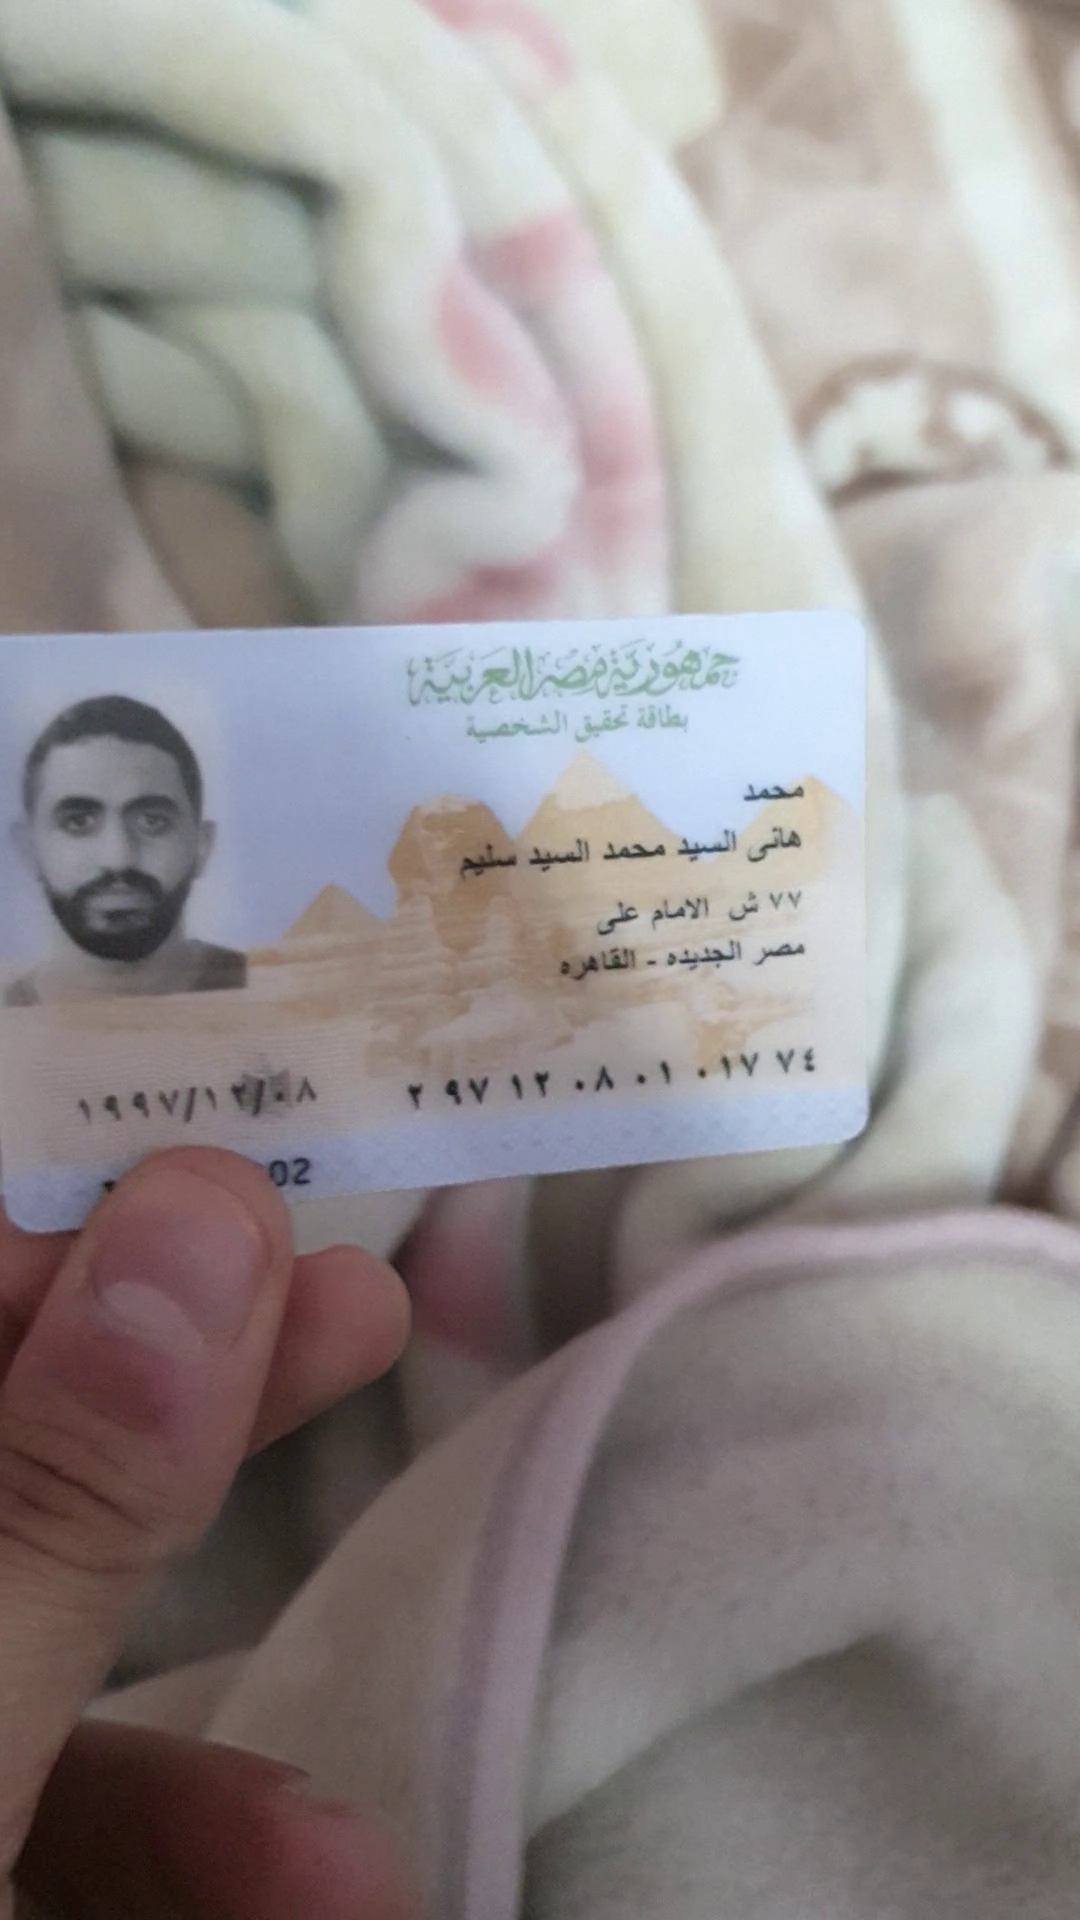 جمهورية مصر العربية
بطاقة تحقيق الشخصية
محمد
هانى السيد محمد السيد سليم
٧٧ ش الامام على
مصر الجديده - القاهره
٢ ٩٧ ١٢ ٠٨ ٠١ ٠١٧ ٧٤
١٩٩٧/١٢/٠٨
02